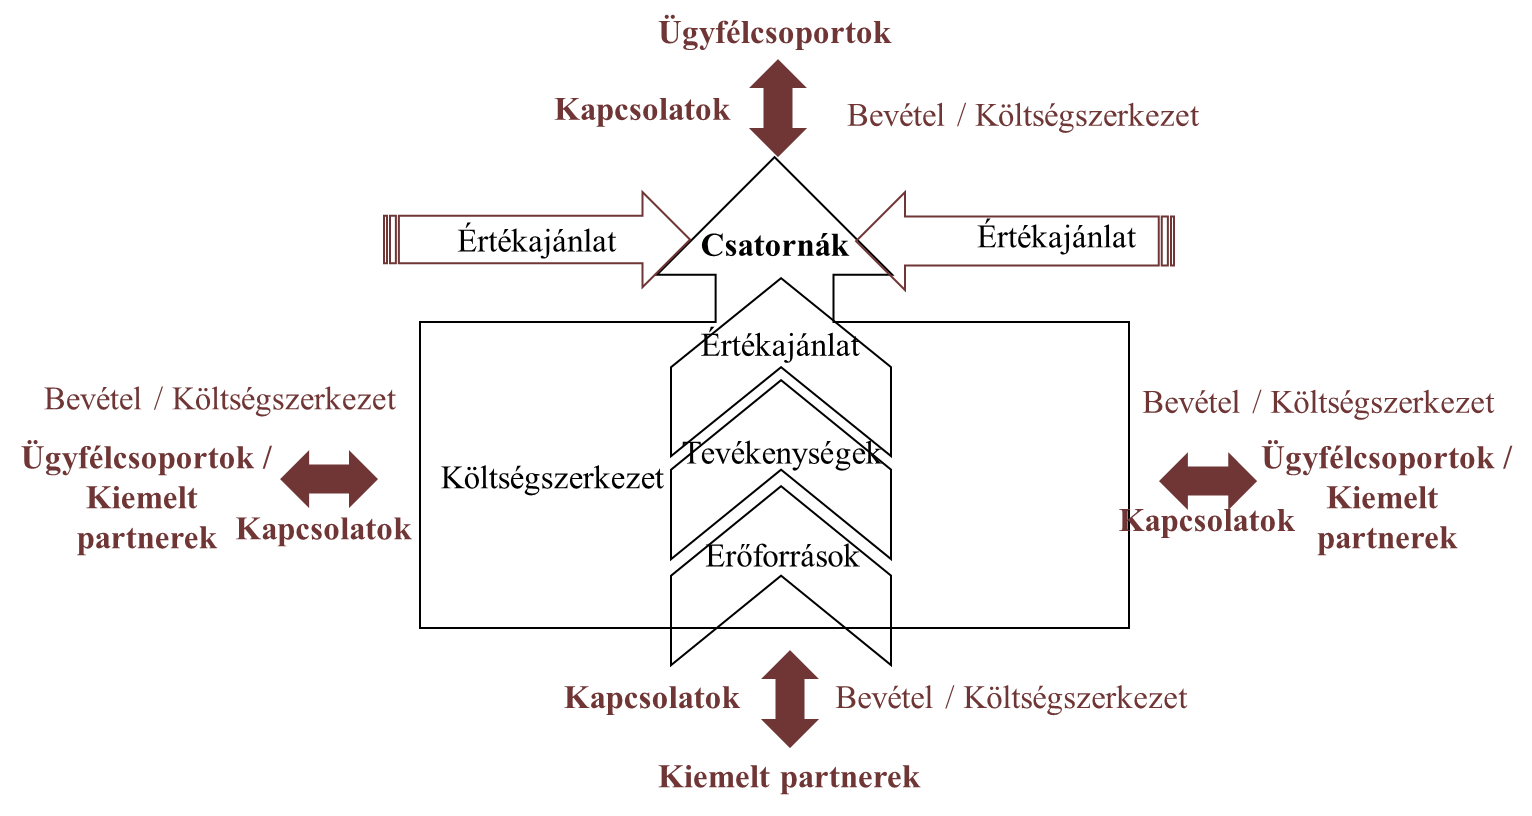 Ügyfélcsoportok
Kapcsolatok
Bevétel / Költségszerkezet
Értékajánlat
Csatornák
Értékajánlat
Értékajánlat
Bevétel / Költségszerkezet
Ügyfélcsoportok /
Kiemelt
partnerek
Kapcsolatok
Költségszerkezet
Tevékenységek
Erőforrások
Bevétel / Költségszerkezet
Ügyfélcsoportok /
Kiemelt
partnerek
Kapcsolatok
Kapcsolatok
Bevétel / Költségszerkezet
Kiemelt partnerek